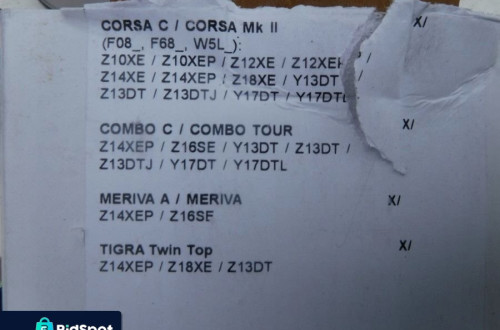 CORSA C / CORSA Mk II X/
(F08_, F68_, W5L_):
Z10XE / Z10XEP / Z12XE / Z12XEP /
Z14XE / Z14XEP / Z18XE / Y13DT /
Z13DT / Z13DTJ / Y17DT / Y17DTL
COMBO C / COMBO TOUR X/
Z14XEP / Z16SE / Y13DT / Z13DT /
Z13DTJ / Y17DT / Y17DTL
MERIVA A / MERIVA X/
Z14XEP / Z16SE
TIGRA Twin Top X/
Z14XEP / Z18XE / Z13DT
BidSpot